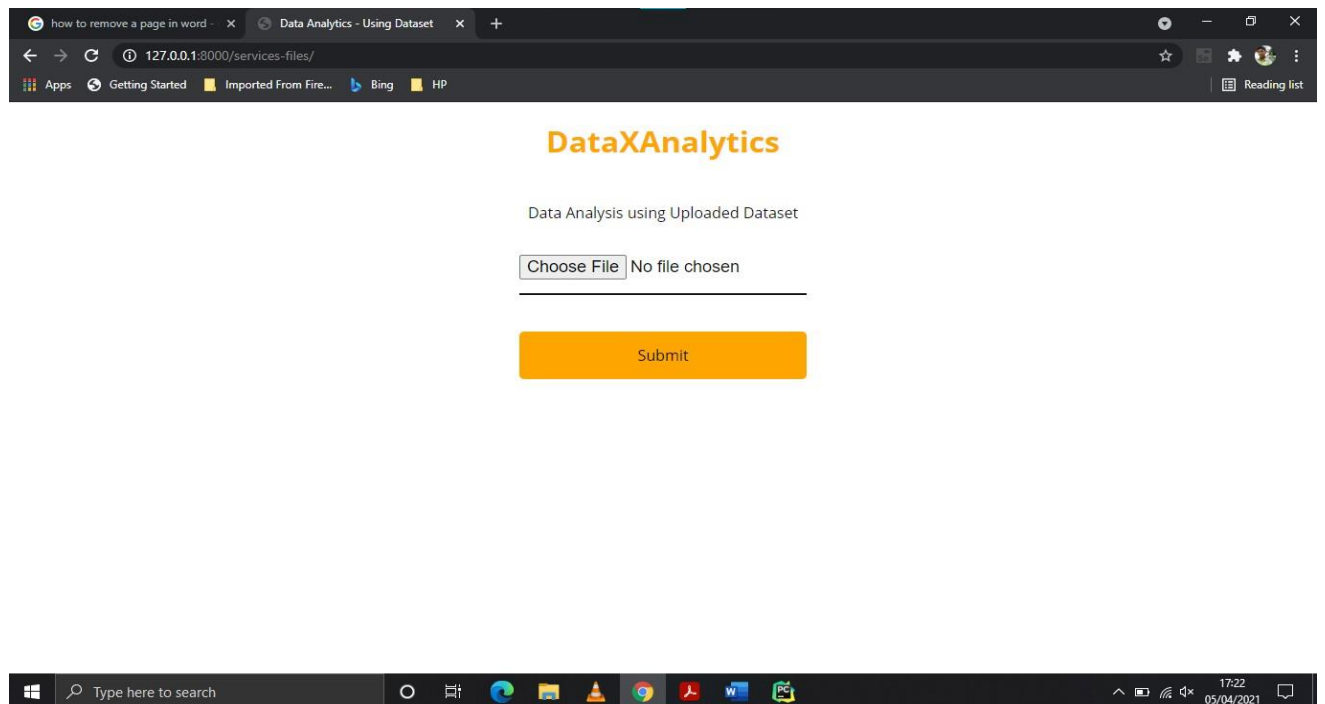 how to remove a page in word -
Data Analytics - Using Dataset
127.0.0.1:8000/services-files/
Apps Getting Started Imported From Fire... Bing HP Reading list
DataXAnalytics
Data Analysis using Uploaded Dataset
Choose File No file chosen
Submit
Type here to search
PC
17:22
05/04/2021